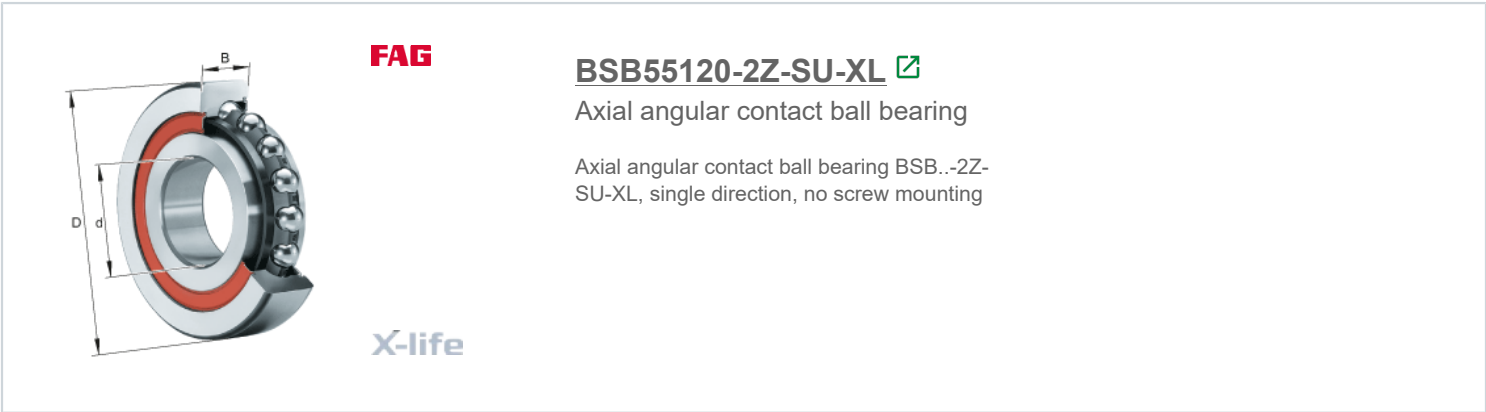 B
FAG
D
d
X-life
BSB55120-2Z-SU-XL
Axial angular contact ball bearing
Axial angular contact ball bearing BSB..-2Z-
SU-XL, single direction, no screw mounting